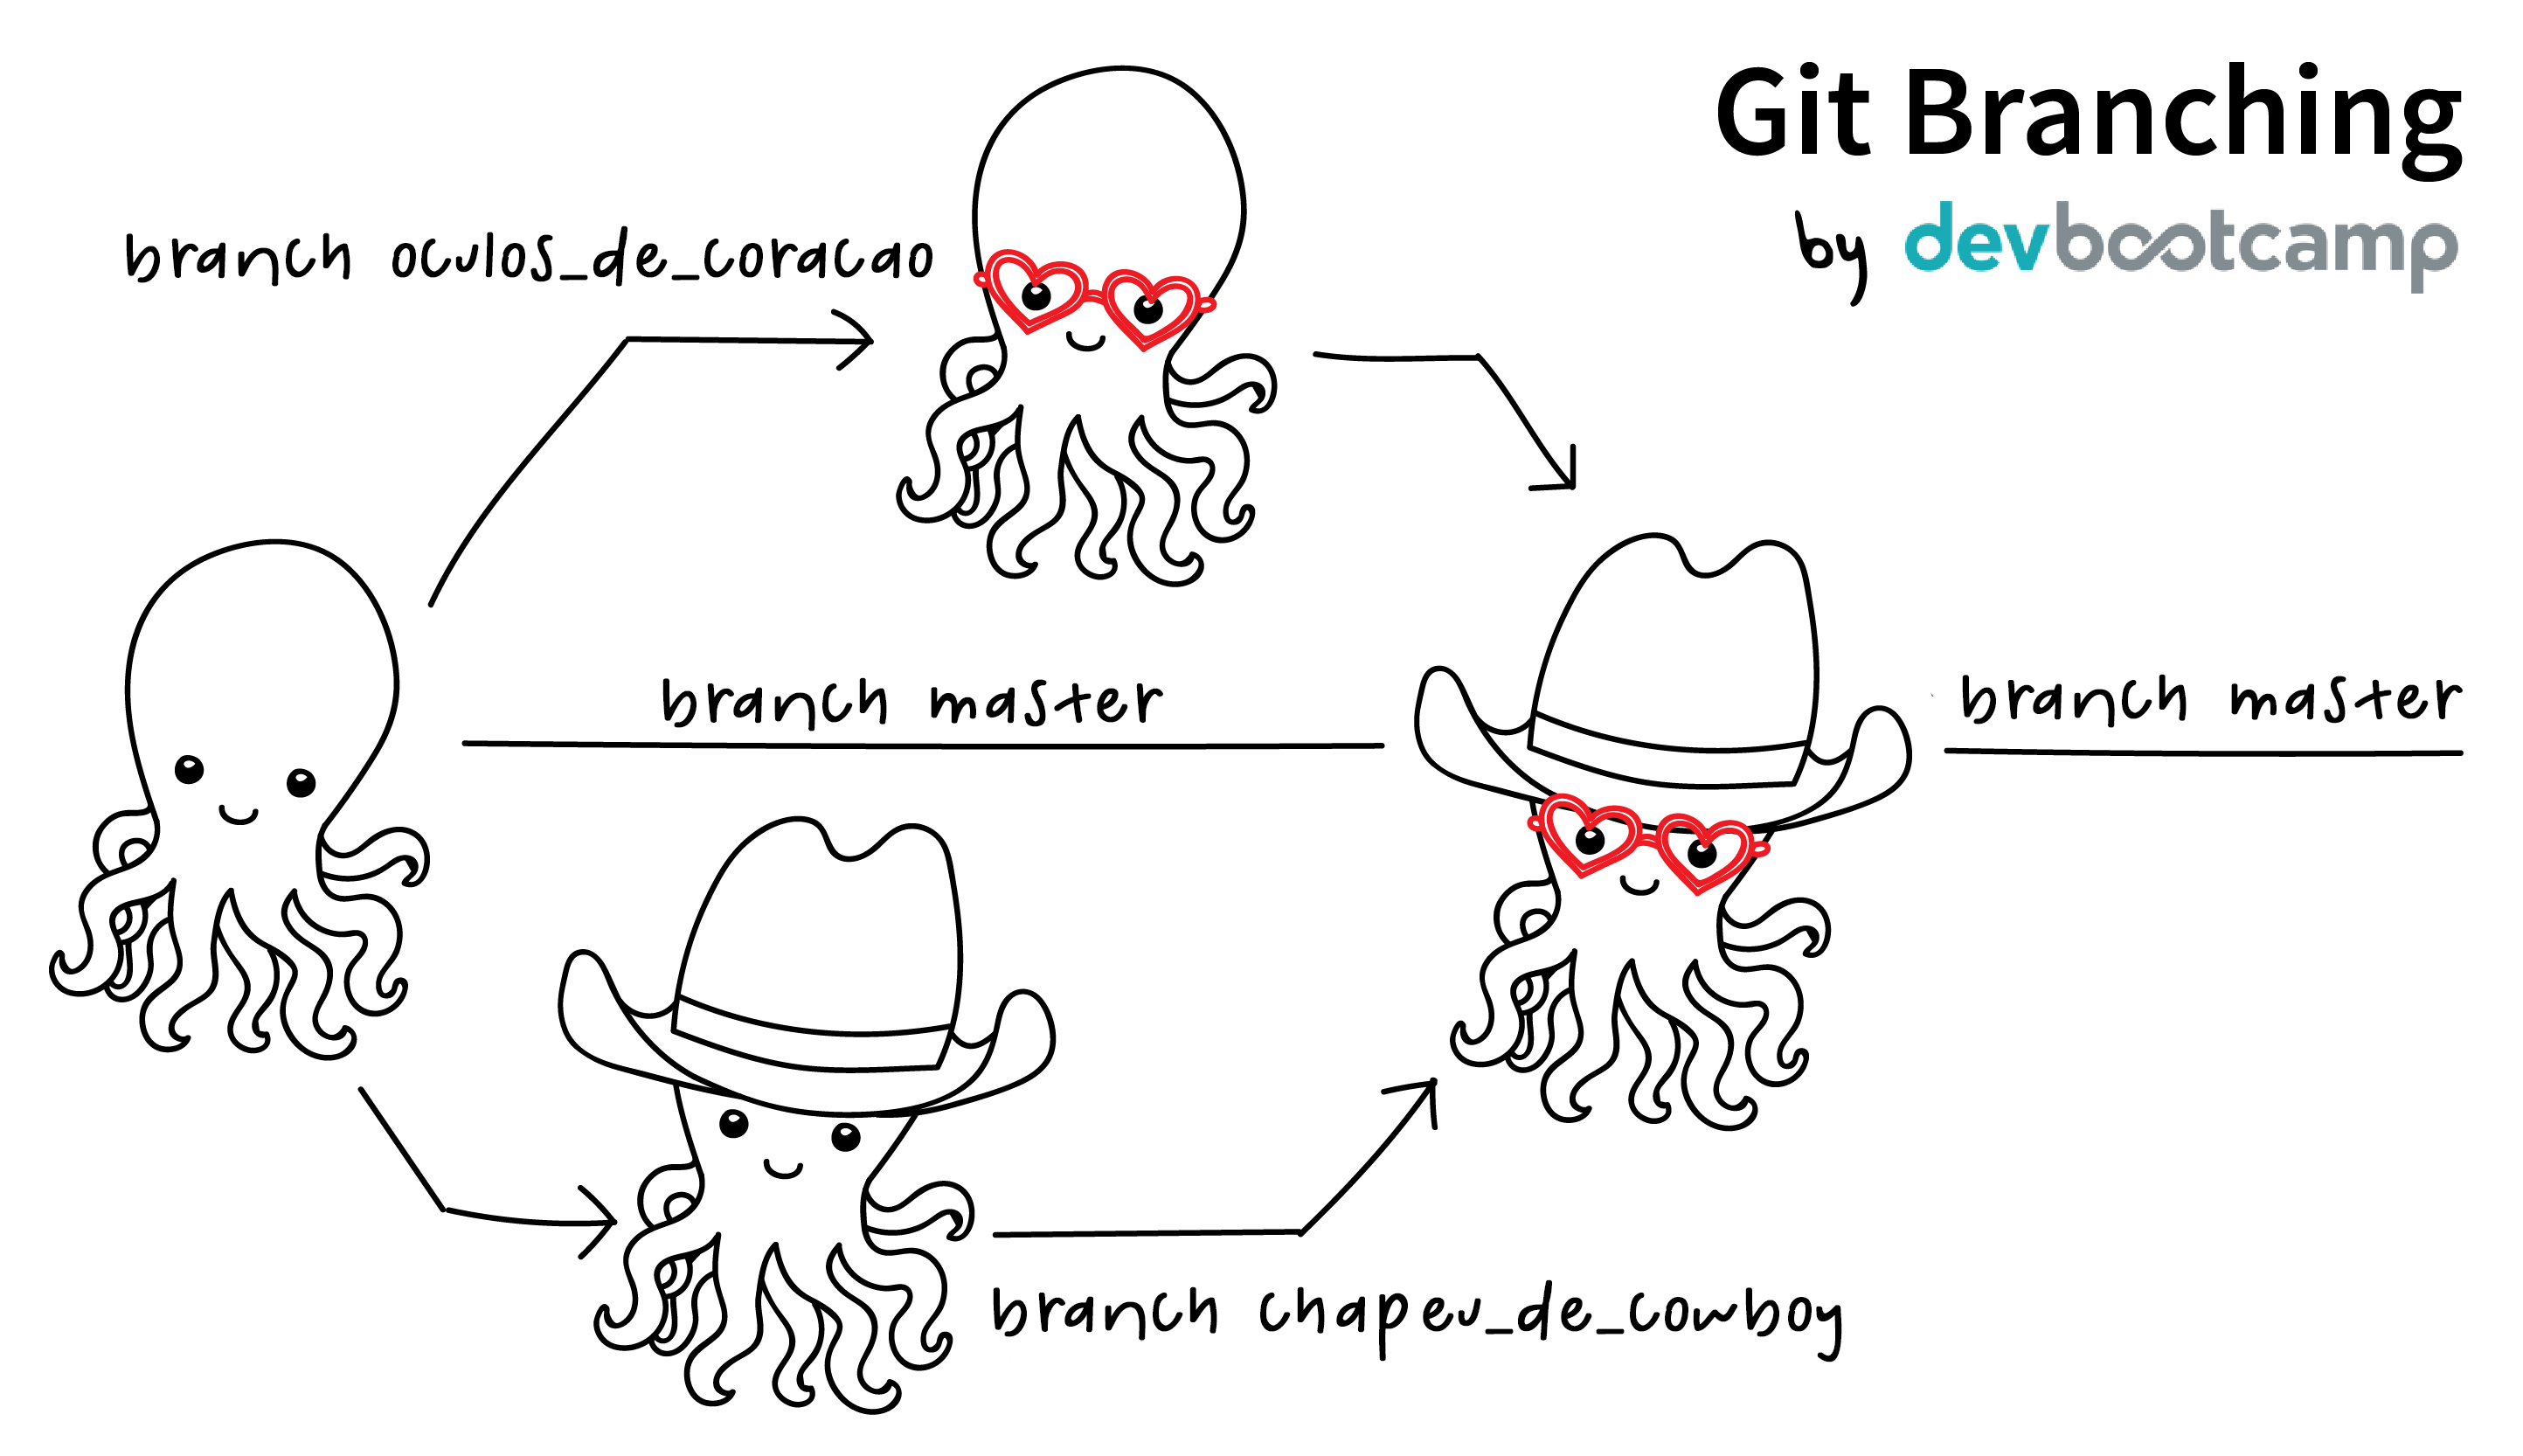 Git Branching
by devbootcamp
branch oculos_de_coracao
branch master
branch master
branch chapeu_de_cowboy